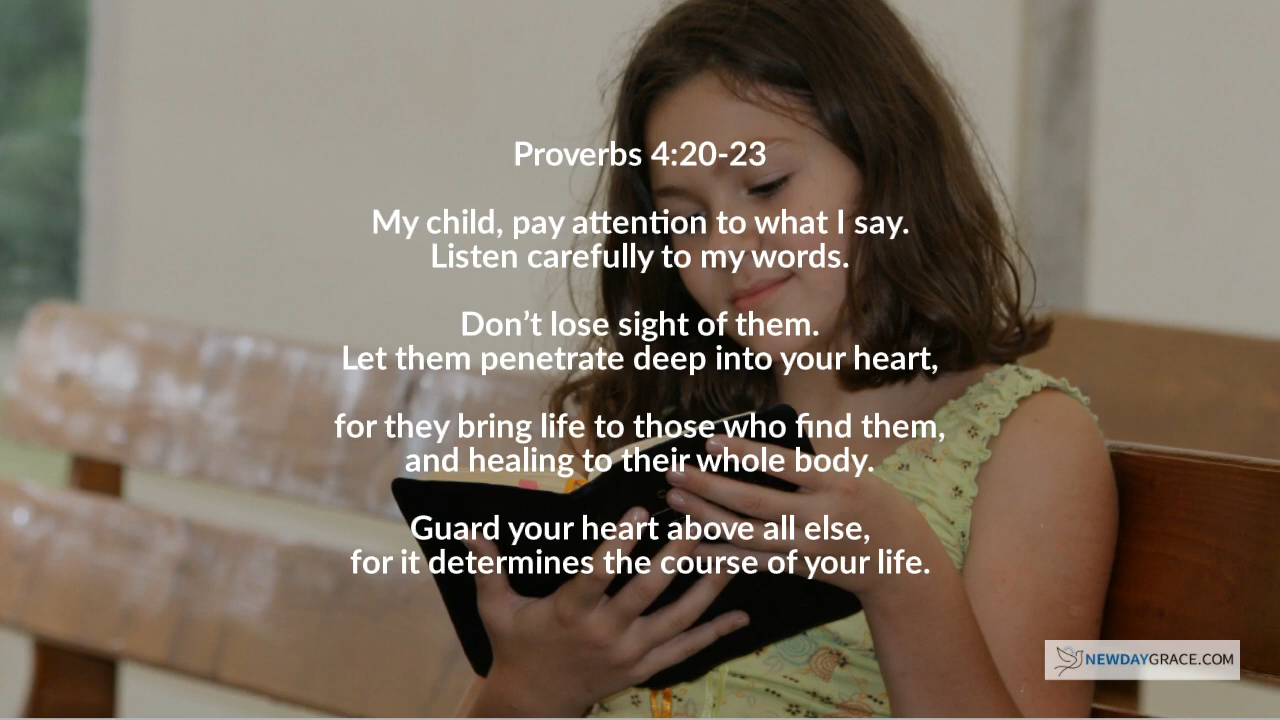 Proverbs 4:20-23
My child, pay attention to what I say.
Listen carefully to my words.
Don’t lose sight of them.
Let them penetrate deep into your heart,
for they bring life to those who find them,
and healing to their whole body.
Guard your heart above all else,
for it determines the course of your life.
NEWDAYGRACE.COM